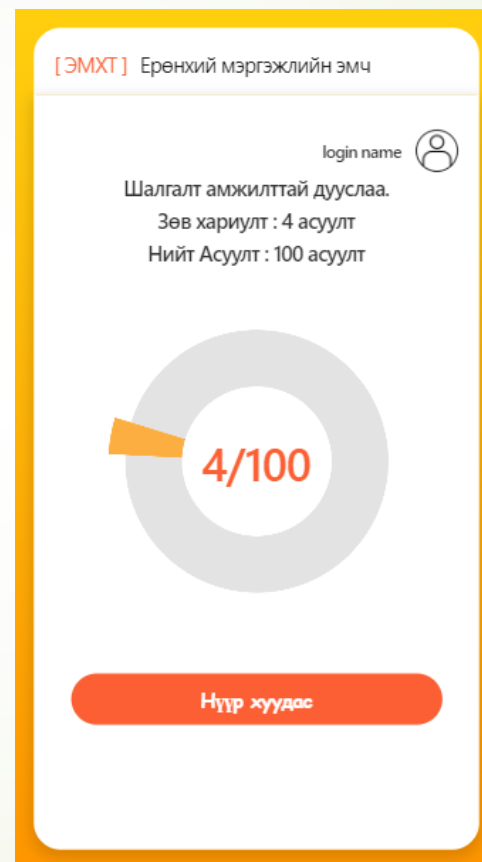 [ ЭМХТ ] Ерөнхий мэргэжлийн эмч
login name
Шалгалт амжилттай дууслаа.
Зөв хариулт : 4 асуулт
Нийт Асуулт : 100 асуулт
4/100
Нүүр хуудас